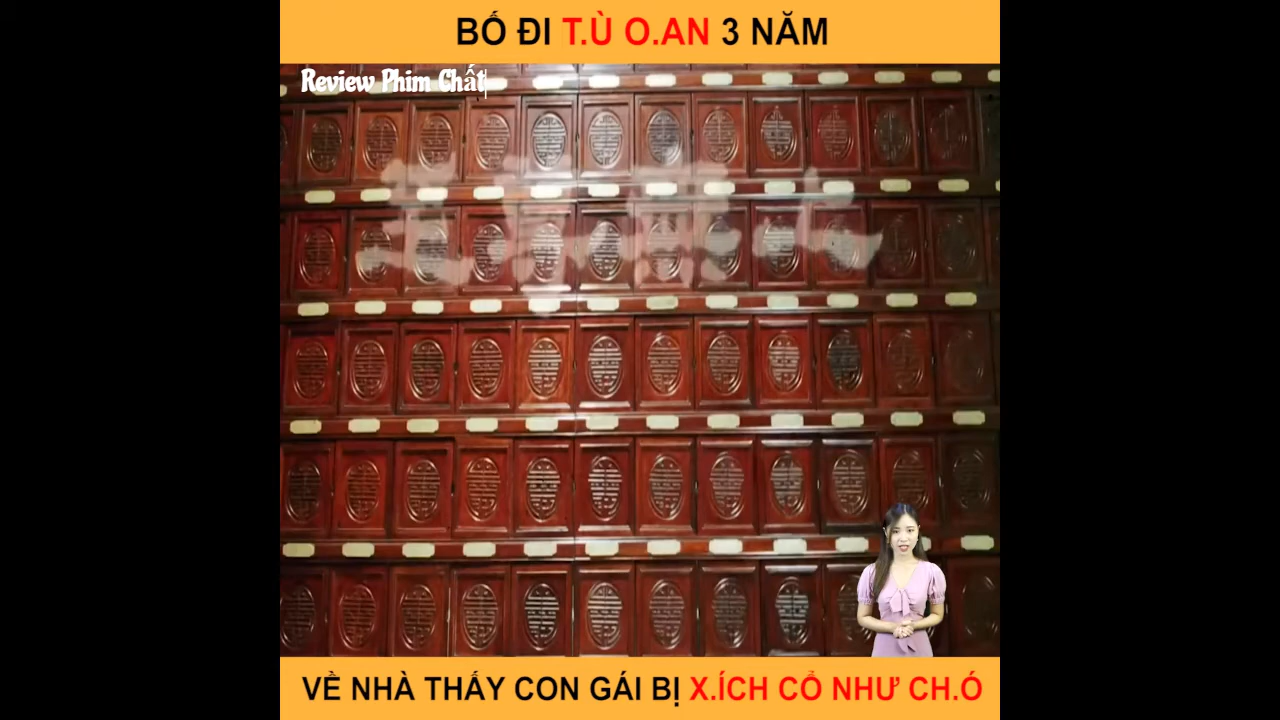 BỐ ĐI T.Ù O.AN 3 NĂM
Review Phim Chất
VỀ NHÀ THẤY CON GÁI BỊ X.ÍCH CỔ NHƯ CH.Ó